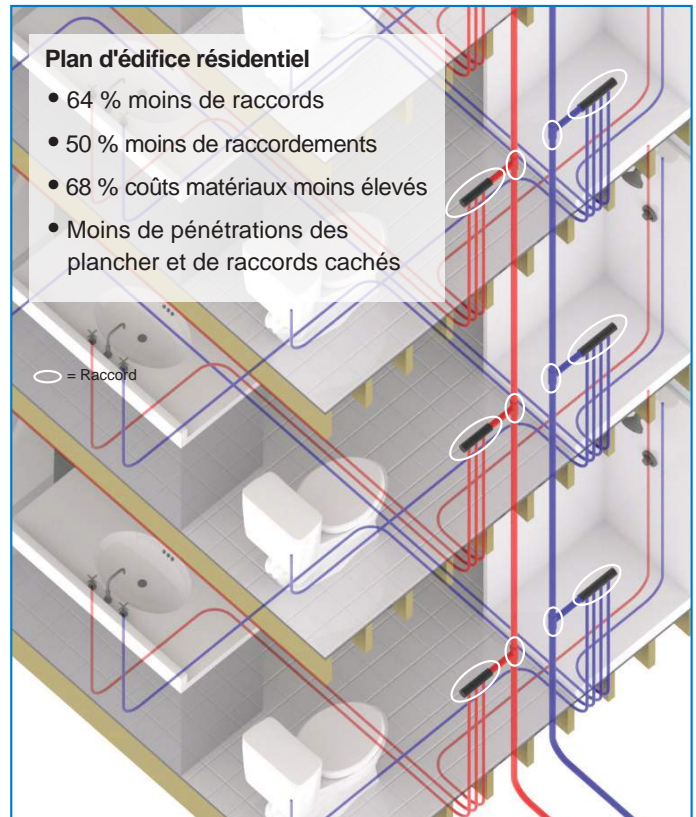 Plan d'édifice résidentiel
• 64 % moins de raccords
• 50 % moins de raccordements
• 68 % coûts matériaux moins élevés
• Moins de pénétrations des
plancher et de raccords cachés
= Raccord